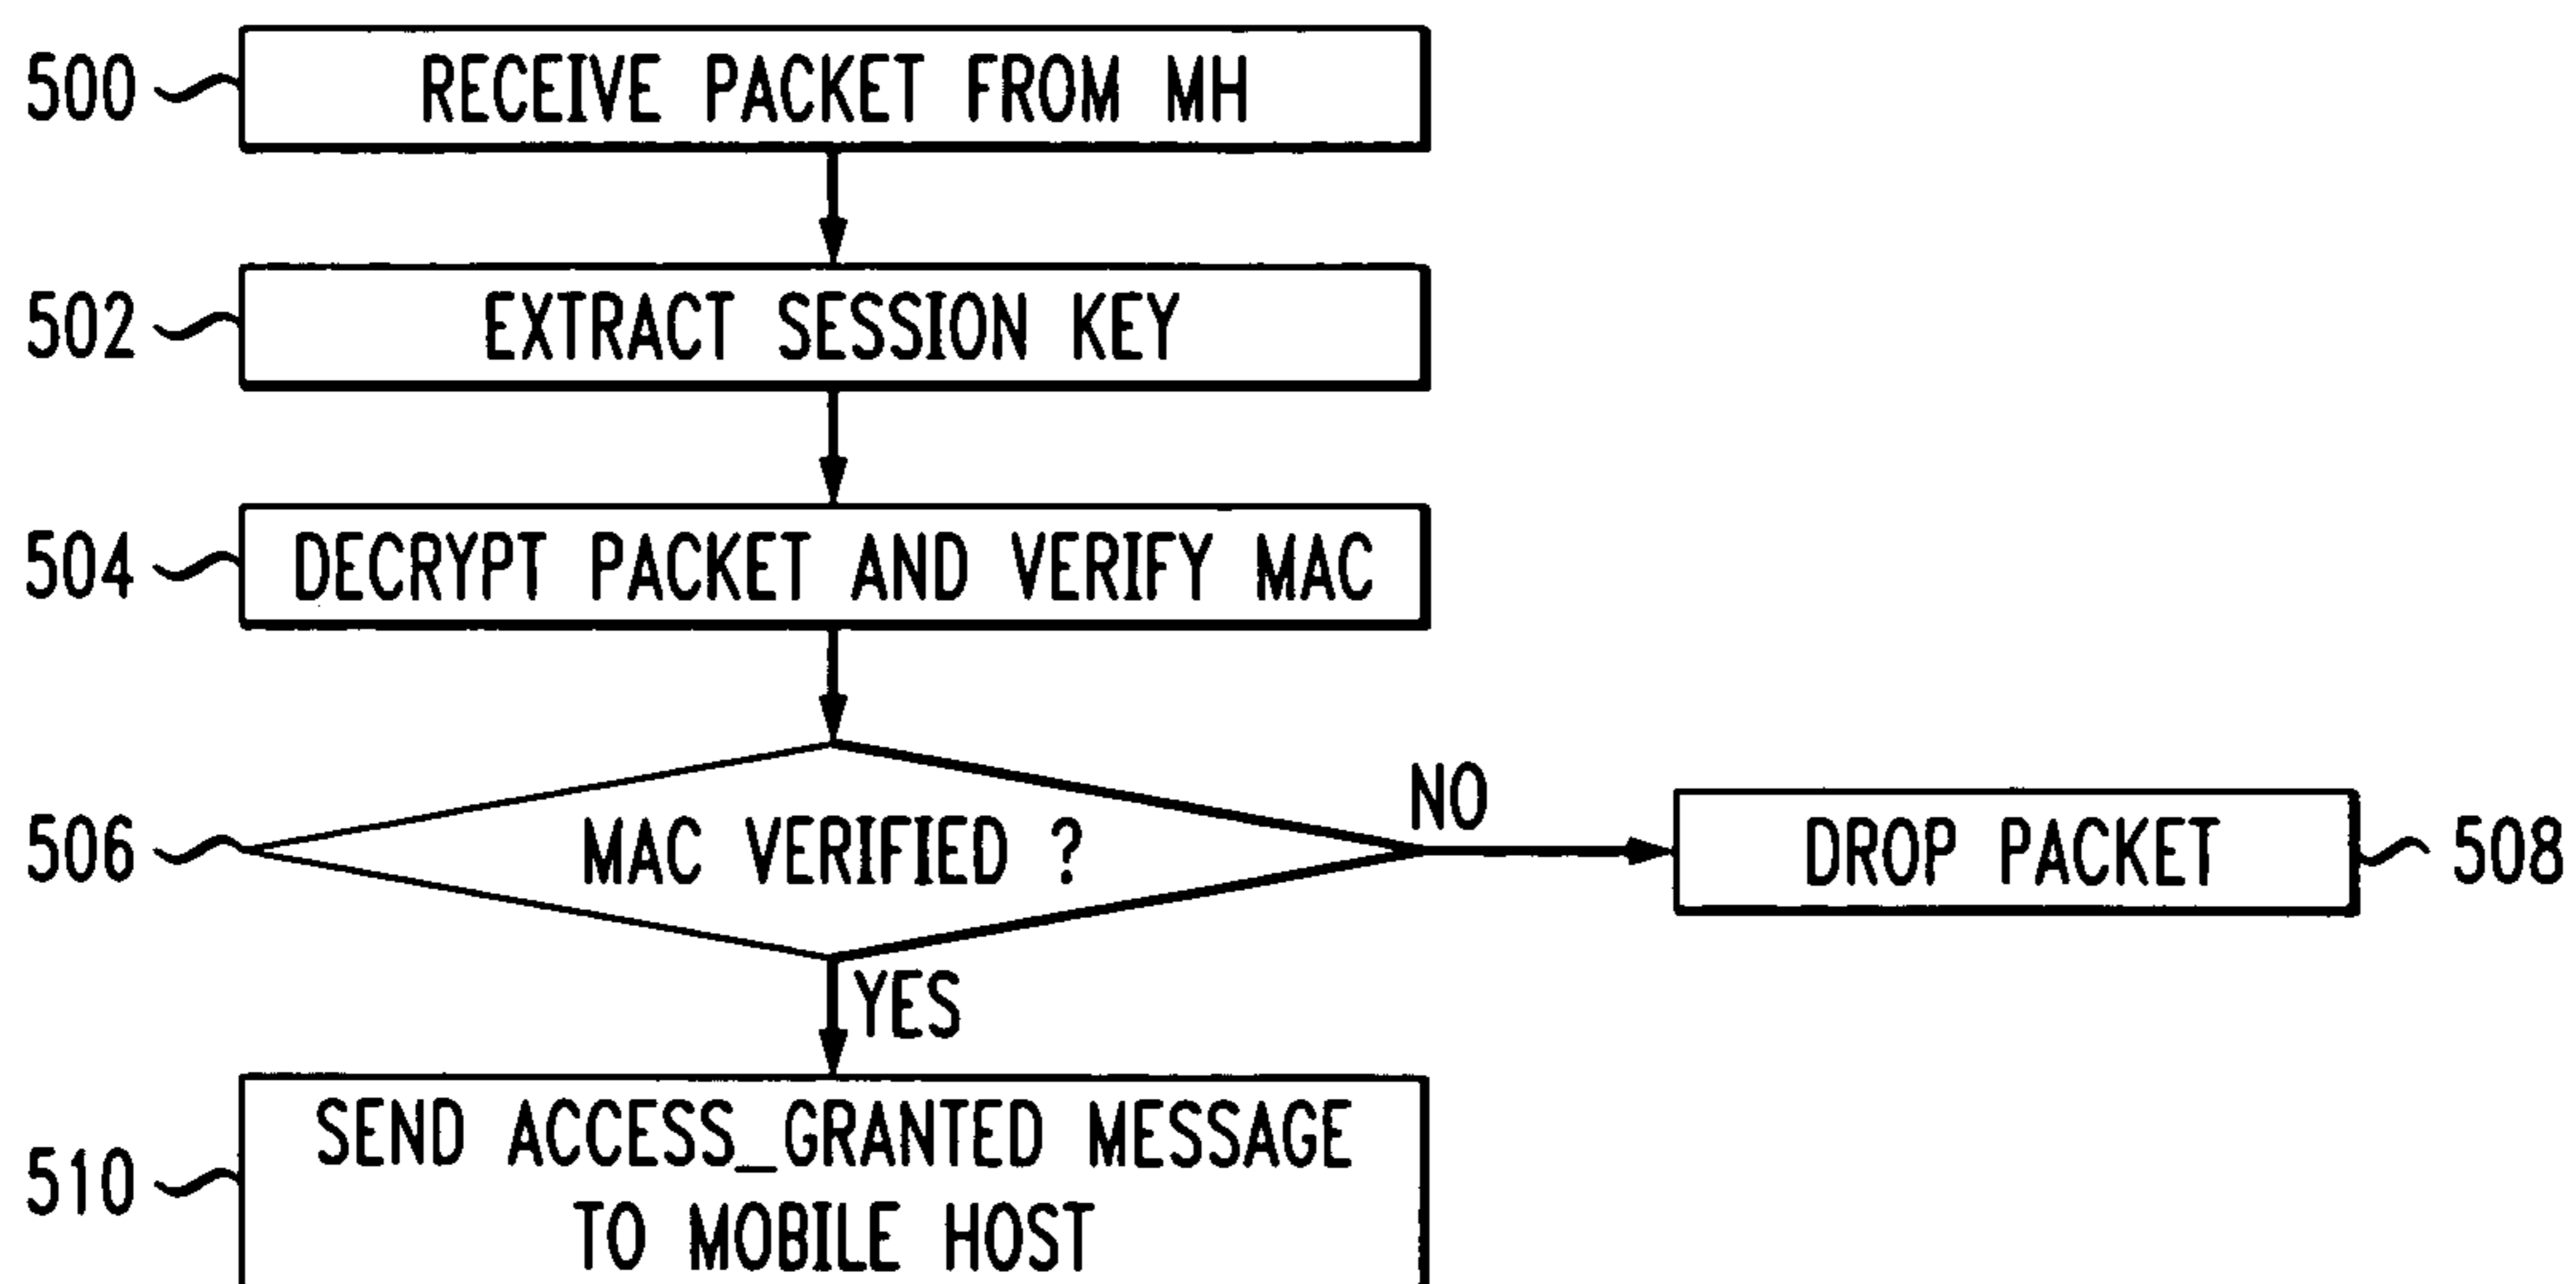 500 RECEIVE PACKET FROM MH
502 EXTRACT SESSION KEY
504 DECRYPT PACKET AND VERIFY MAC
506 MAC VERIFIED ?
NO
DROP PACKET 508
YES
510 SEND ACCESS_GRANTED MESSAGE
TO MOBILE HOST